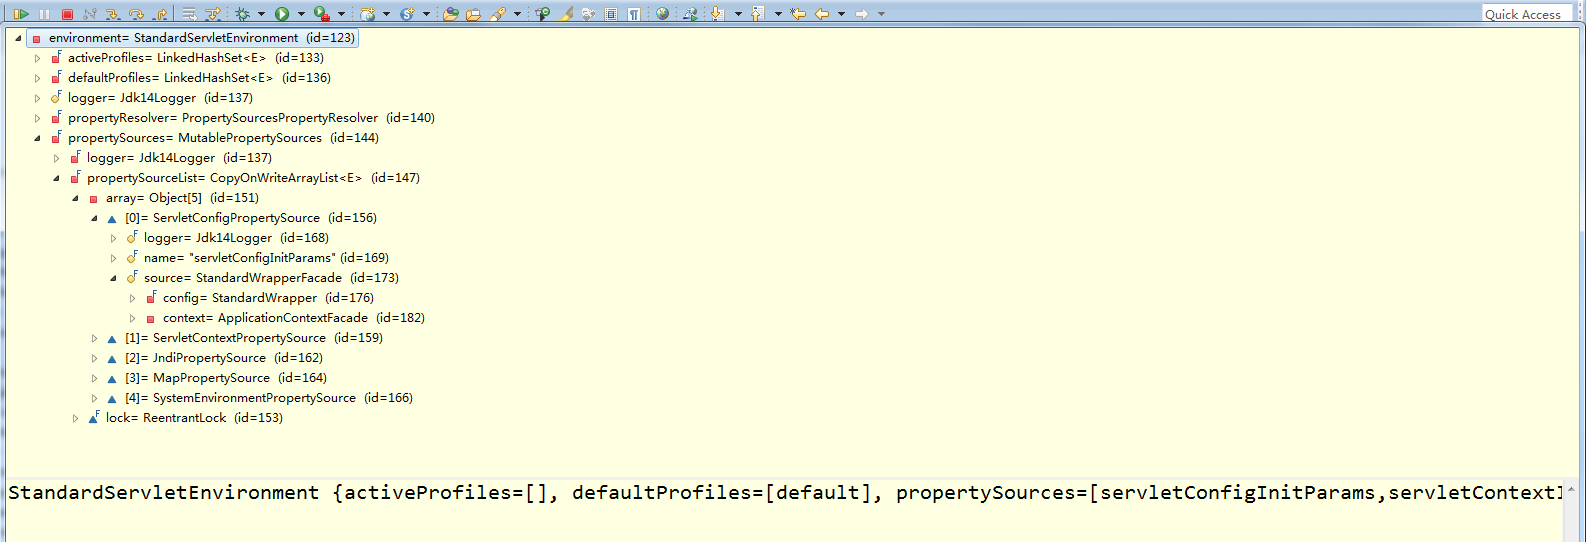 Quick Access
environment= StandardServletEnvironment (id=123)
activeProfiles= LinkedHashSet<E> (id=133)
defaultProfiles= LinkedHashSet<E> (id=136)
logger= Jdk14Logger (id=137)
propertyResolver= PropertySourcesPropertyResolver (id=140)
propertySources= MutablePropertySources (id=144)
logger= Jdk14Logger (id=137)
propertySourceList= CopyOnWriteArrayList<E> (id=147)
array= Object[5] (id=151)
[0]= ServletConfigPropertySource (id=156)
logger= Jdk14Logger (id=168)
name= "servletConfigInitParams" (id=169)
source= StandardWrapperFacade (id=173)
config= StandardWrapper (id=176)
context= ApplicationContextFacade (id=182)
[1]= ServletContextPropertySource (id=159)
[2]= JndiPropertySource (id=162)
[3]= MapPropertySource (id=164)
[4]= SystemEnvironmentPropertySource (id=166)
lock= ReentrantLock (id=153)
StandardServletEnvironment {activeProfiles=[], defaultProfiles=[default], propertySources=[servletConfigInitParams,servletContextI